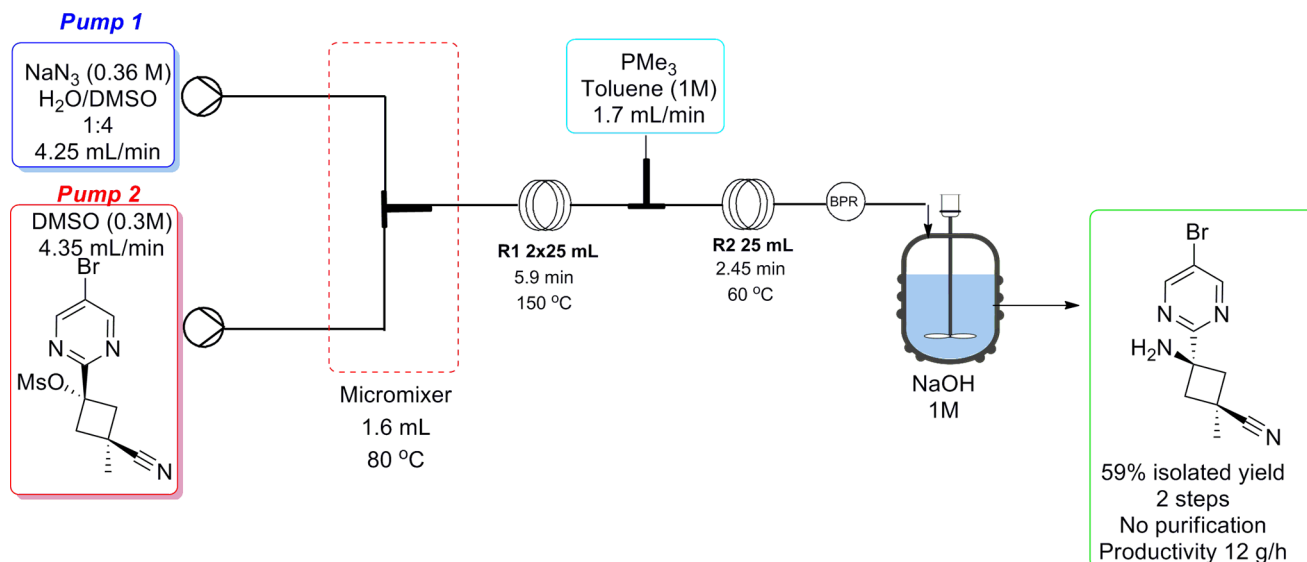 Pump 1
NaN3 (0.36 M)
H2O/DMSO
1:4
4.25 mL/min
Pump 2
DMSO (0.3M)
4.35 mL/min
Br
N
N
MsO
N
Micromixer
1.6 mL
80 °C
R1 2x25 mL
5.9 min
150 °C
PMe3
Toluene (1M)
1.7 mL/min
R2 25 mL
2.45 min
60 °C
BPR
NaOH
1M
Br
N
N
H2N
N
59% isolated yield
2 steps
No purification
Productivity 12 g/h